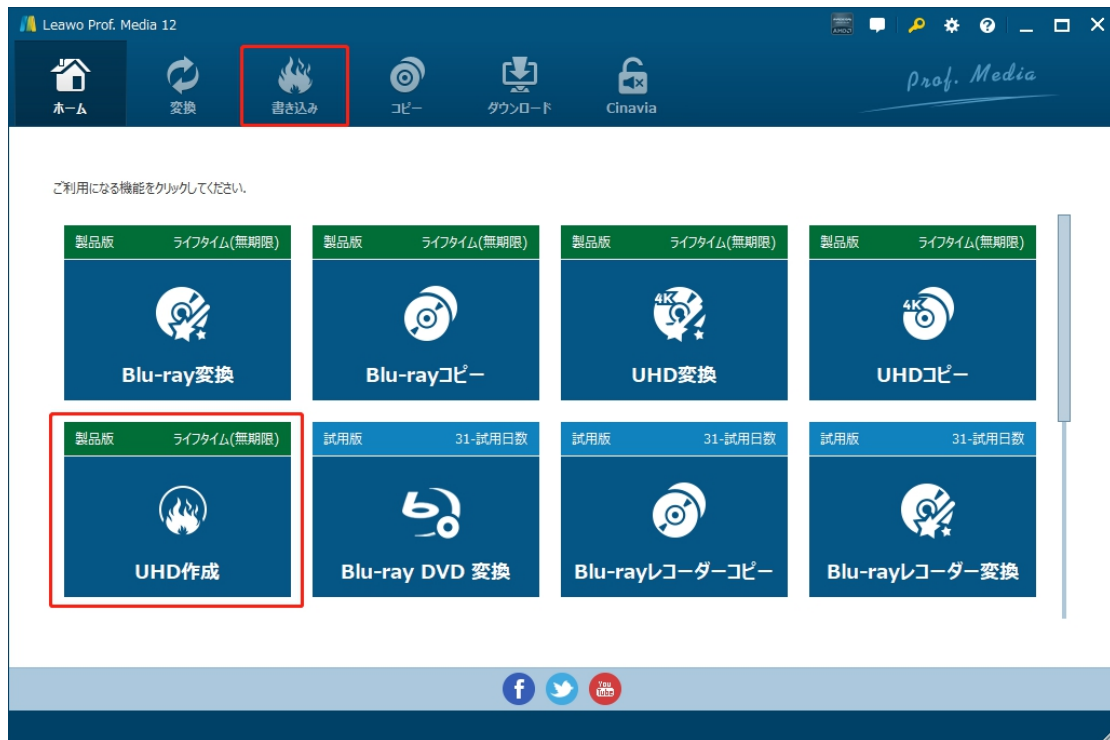 Leawo Prof. Media 12
ホーム
変換
書き込み
コピー
ダウンロード
Cinavia
Prof. Media
ご利用になる機能をクリックしてください.
製品版 ライフタイム(無期限)
Blu-ray変換
製品版 ライフタイム(無期限)
Blu-rayコピー
製品版 ライフタイム(無期限)
4K
UHD変換
製品版 ライフタイム(無期限)
4K
UHDコピー
製品版 ライフタイム(無期限)
UHD作成
試用版 31-試用日数
Blu-ray DVD 変換
試用版 31-試用日数
Blu-rayレコーダーコピー
試用版 31-試用日数
Blu-rayレコーダー変換
You
Tube